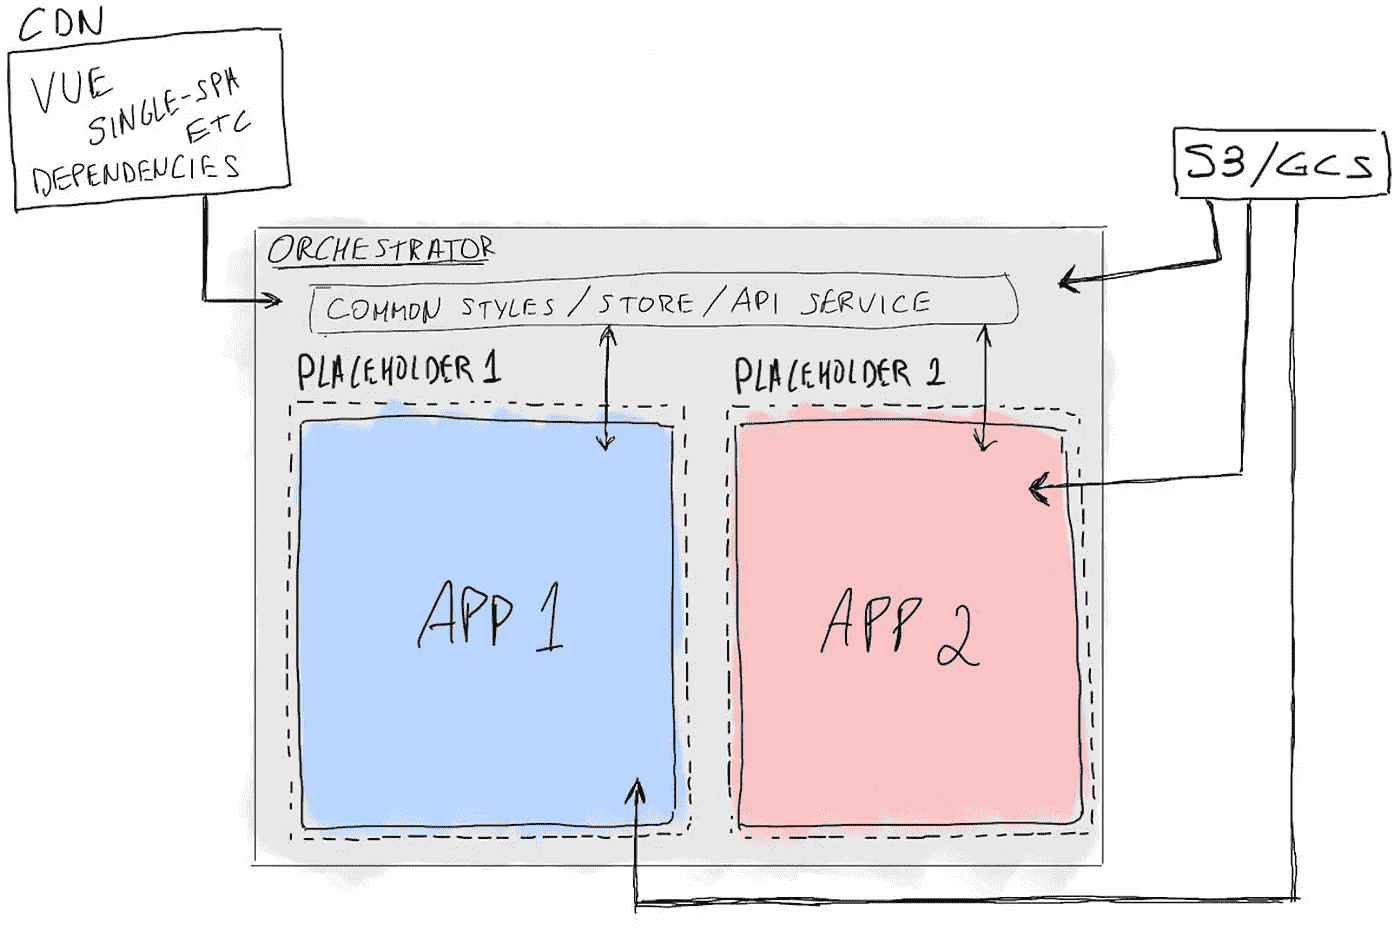 CDN
VUE
SINGLE-SPA
ETC
DEPENDENCIES
S3/GCS
ORCHESTRATOR
COMMON STYLES/STORE/API SERVICE
PLACEHOLDER 1
PLACEHOLDER 2
APP 1
APP 2